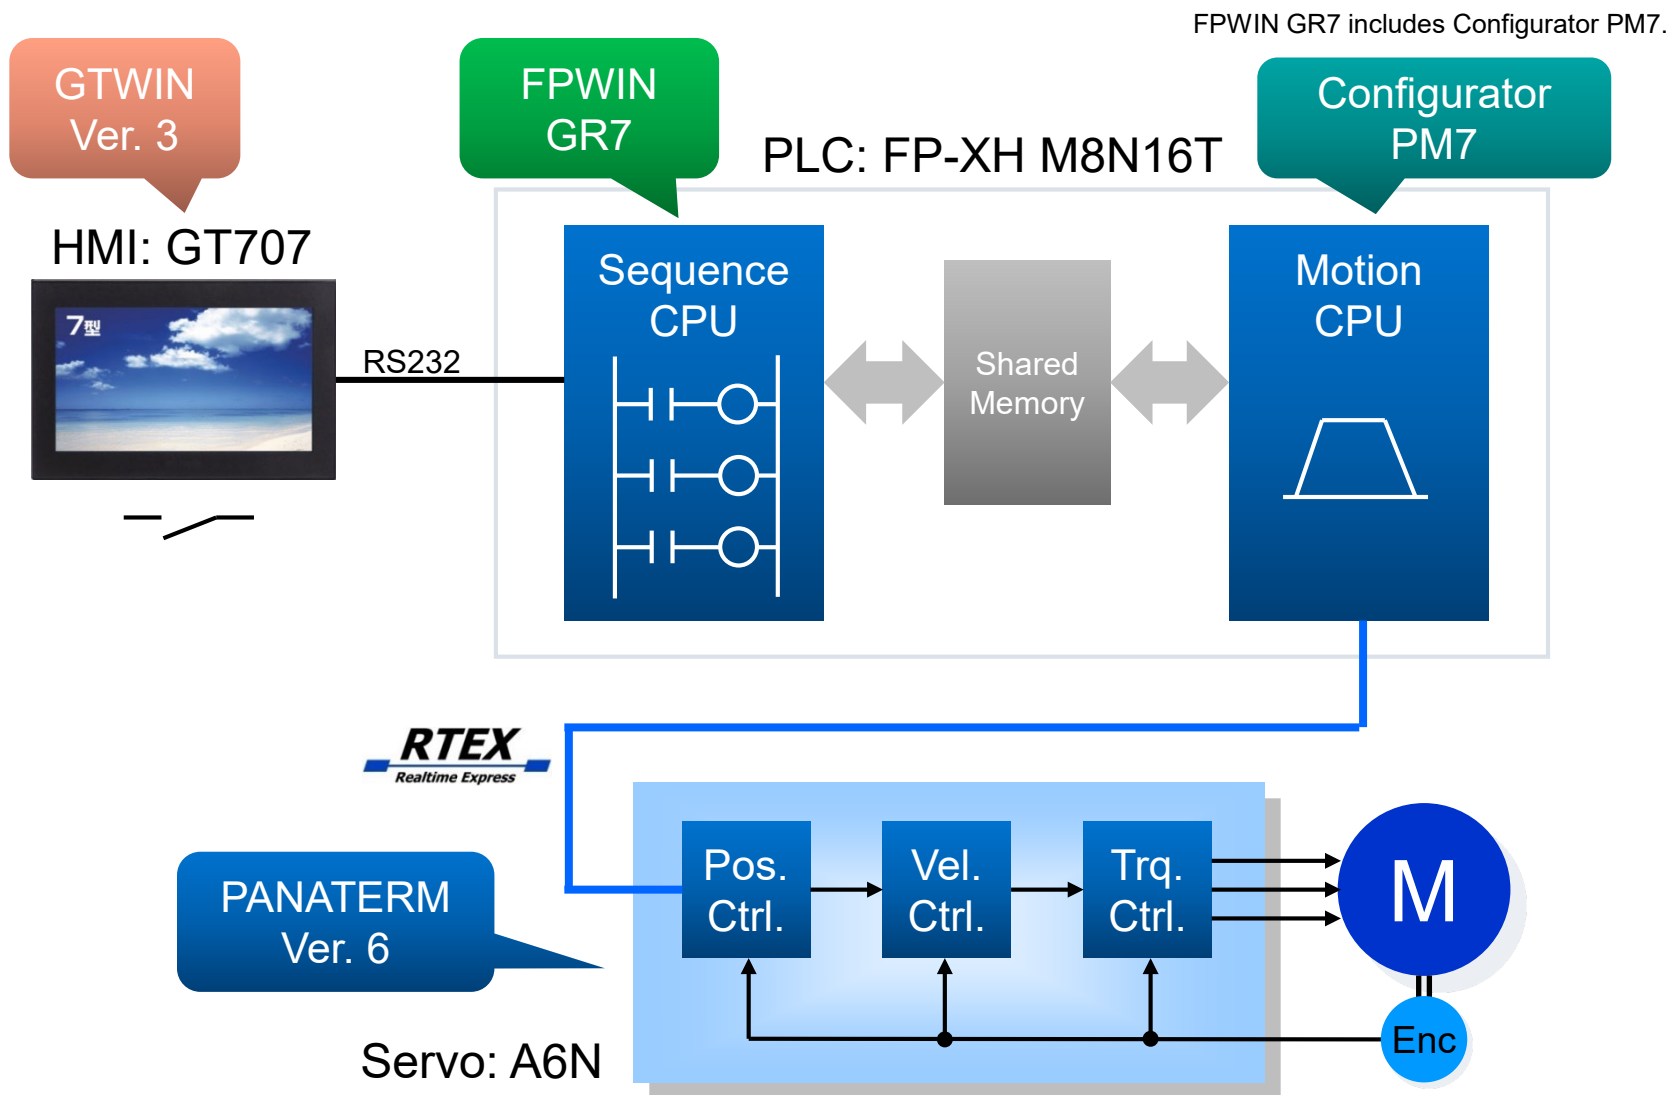 FPWIN GR7 includes Configurator PM7.
GTWIN
Ver. 3
FPWIN
GR7
Configurator
PM7
PLC: FP-XH M8N16T
HMI: GT707
7型
RS232
Sequence
CPU
Shared
Memory
Motion
CPU
RTEX
Realtime Express
PANATERM
Ver. 6
Pos.
Ctrl.
Vel.
Ctrl.
Trq.
Ctrl.
M
Enc
Servo: A6N